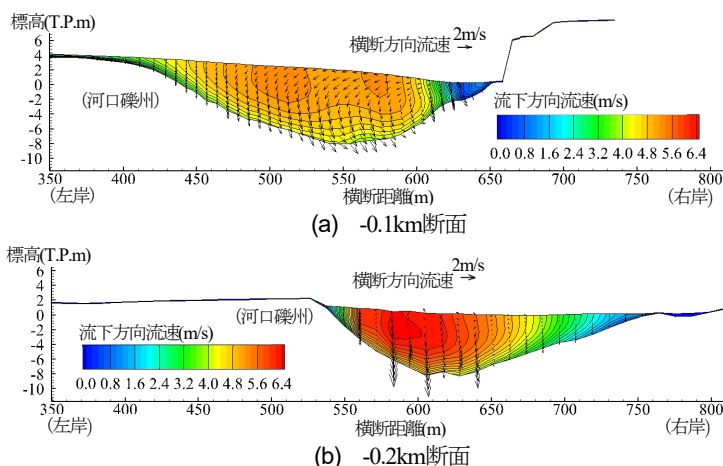 標高(T.P.m)
横断方向流速 2m/s
6
4
2
0
-2
-4
-6
-8
-10
(河口礫州)
流下方向流速(m/s)
0.0 0.8 1.6 2.4 3.2 4.0 4.8 5.6 6.4
350 400 450 500 550 600 650 700 750 800
(左岸) 横断距離(m) (右岸)
(a) -0.1km断面
標高(T.P.m)
横断方向流速 2m/s
6
4
2
0
-2
-4
-6
-8
-10
(河口礫州)
流下方向流速(m/s)
0.0 0.8 1.6 2.4 3.2 4.0 4.8 5.6 6.4
350 400 450 500 550 600 650 700 750 800
(左岸) 横断距離(m) (右岸)
(b) -0.2km断面